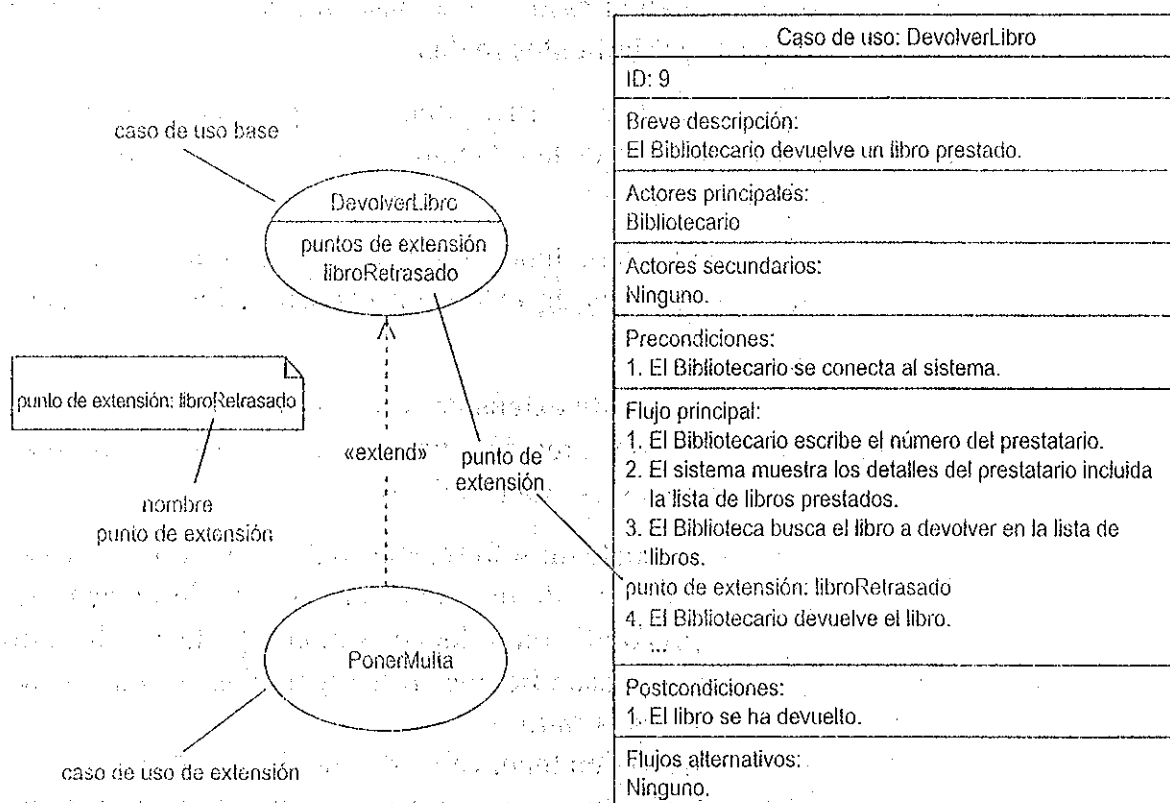 caso de uso base
DevolverLibro
puntos de extensión
libroRetrasado
punto de extensión: libroRetrasado
«extend»
punto de
extensión
nombre
punto de extensión
PonerMulta
caso de uso de extensión
Caso de uso: DevolverLibro
ID: 9
Breve descripción:
El Bibliotecario devuelve un libro prestado.
Actores principales:
Bibliotecario
Actores secundarios:
Ninguno.
Precondiciones:
1. El Bibliotecario se conecta al sistema.
Flujo principal:
1. El Bibliotecario escribe el número del prestatario.
2. El sistema muestra los detalles del prestatario incluida
la lista de libros prestados.
3. El Biblioteca busca el libro a devolver en la lista de
libros.
punto de extensión: libroRetrasado
4. El Bibliotecario devuelve el libro.
Postcondiciones:
1. El libro se ha devuelto.
Flujos alternativos:
Ninguno.